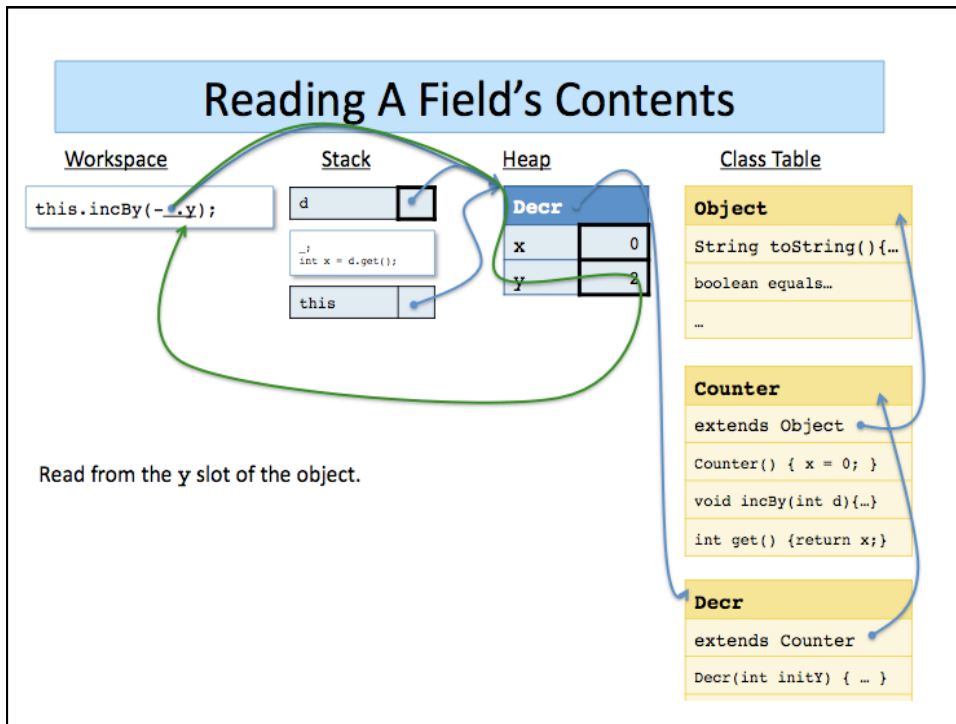 Reading A Field's Contents
Workspace
this.incBy(-_.y);
Stack
d
_;
int x = d.get();
this
Heap
Decr
x 0
y 2
Class Table
Object
String toString(){…
boolean equals…
…
Counter
extends Object
Counter() { x = 0; }
void incBy(int d){…}
int get() {return x;}
Decr
extends Counter
Decr(int initY) { … }
Read from the y slot of the object.